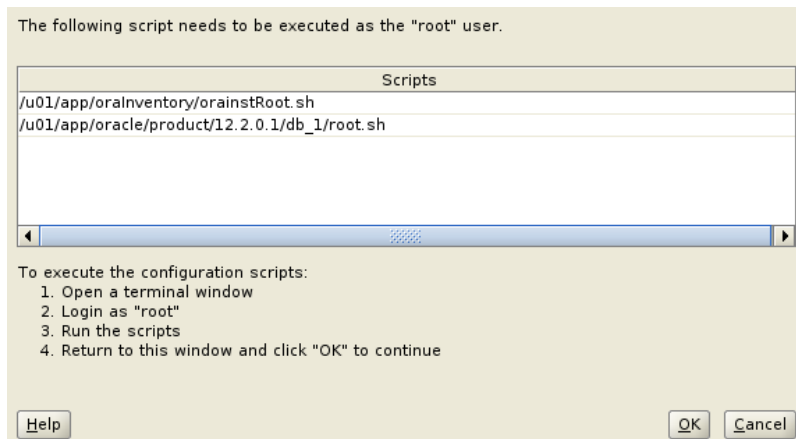 The following script needs to be executed as the "root" user.
Scripts
/u01/app/oraInventory/orainstRoot.sh
/u01/app/oracle/product/12.2.0.1/db_1/root.sh
To execute the configuration scripts:
1. Open a terminal window
2. Login as "root"
3. Run the scripts
4. Return to this window and click "OK" to continue
Help OK Cancel